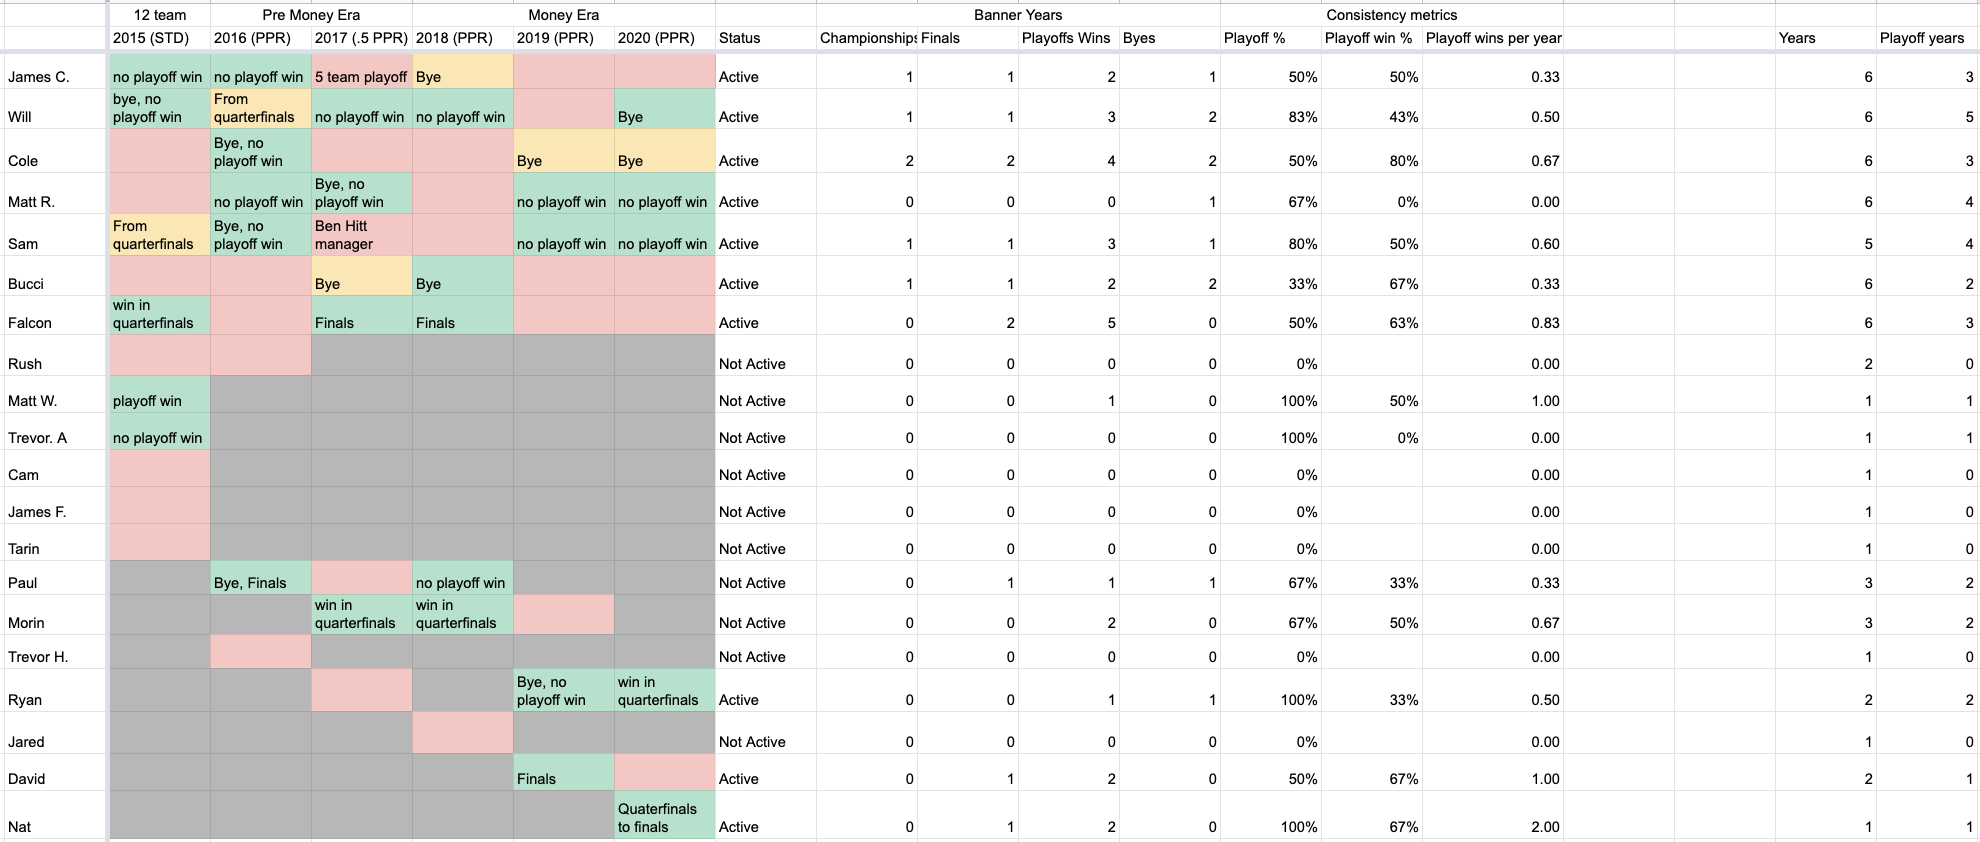 12 team Pre Money Era Money Era Banner Years Consistency metrics
2015 (STD) 2016 (PPR) 2017 (.5 PPR) 2018 (PPR) 2019 (PPR) 2020 (PPR) Status Championships Finals Playoffs Wins Byes Playoff % Playoff win % Playoff wins per year Years Playoff years
James C. no playoff win no playoff win 5 team playoff Bye Active 1 1 2 1 50% 50% 0.33 6 3
bye, no From
Will playoff win quarterfinals no playoff win no playoff win Bye Active 1 1 3 2 83% 43% 0.50 6 5
Bye, no
Cole playoff win Bye Bye Active 2 2 4 2 50% 80% 0.67 6 3
Bye, no
Matt R. no playoff win playoff win no playoff win no playoff win Active 0 0 0 1 67% 0% 0.00 6 4
From Bye, no Ben Hitt
Sam quarterfinals playoff win manager no playoff win no playoff win Active 1 1 3 1 80% 50% 0.60 5 4
Bucci Bye Bye Active 1 1 2 2 33% 67% 0.33 6 2
win in
Falcon quarterfinals Finals Finals Active 0 2 5 0 50% 63% 0.83 6 3
Rush Not Active 0 0 0 0 0% 0.00 2 0
Matt W. playoff win Not Active 0 0 1 0 100% 50% 1.00 1 1
Trevor. A no playoff win Not Active 0 0 0 0 100% 0% 0.00 1 1
Cam Not Active 0 0 0 0 0% 0.00 1 0
James F. Not Active 0 0 0 0 0% 0.00 1 0
Tarin Not Active 0 0 0 0 0% 0.00 1 0
Paul Bye, Finals no playoff win Not Active 0 1 1 1 67% 33% 0.33 3 2
win in win in
Morin quarterfinals quarterfinals Not Active 0 0 2 0 67% 50% 0.67 3 2
Trevor H. Not Active 0 0 0 0 0% 0.00 1 0
Bye, no win in
Ryan playoff win quarterfinals Active 0 0 1 1 100% 33% 0.50 2 2
Jared Not Active 0 0 0 0 0% 0.00 1 0
David Finals Active 0 1 2 0 50% 67% 1.00 2 1
Quaterfinals
Nat to finals Active 0 1 2 0 100% 67% 2.00 1 1